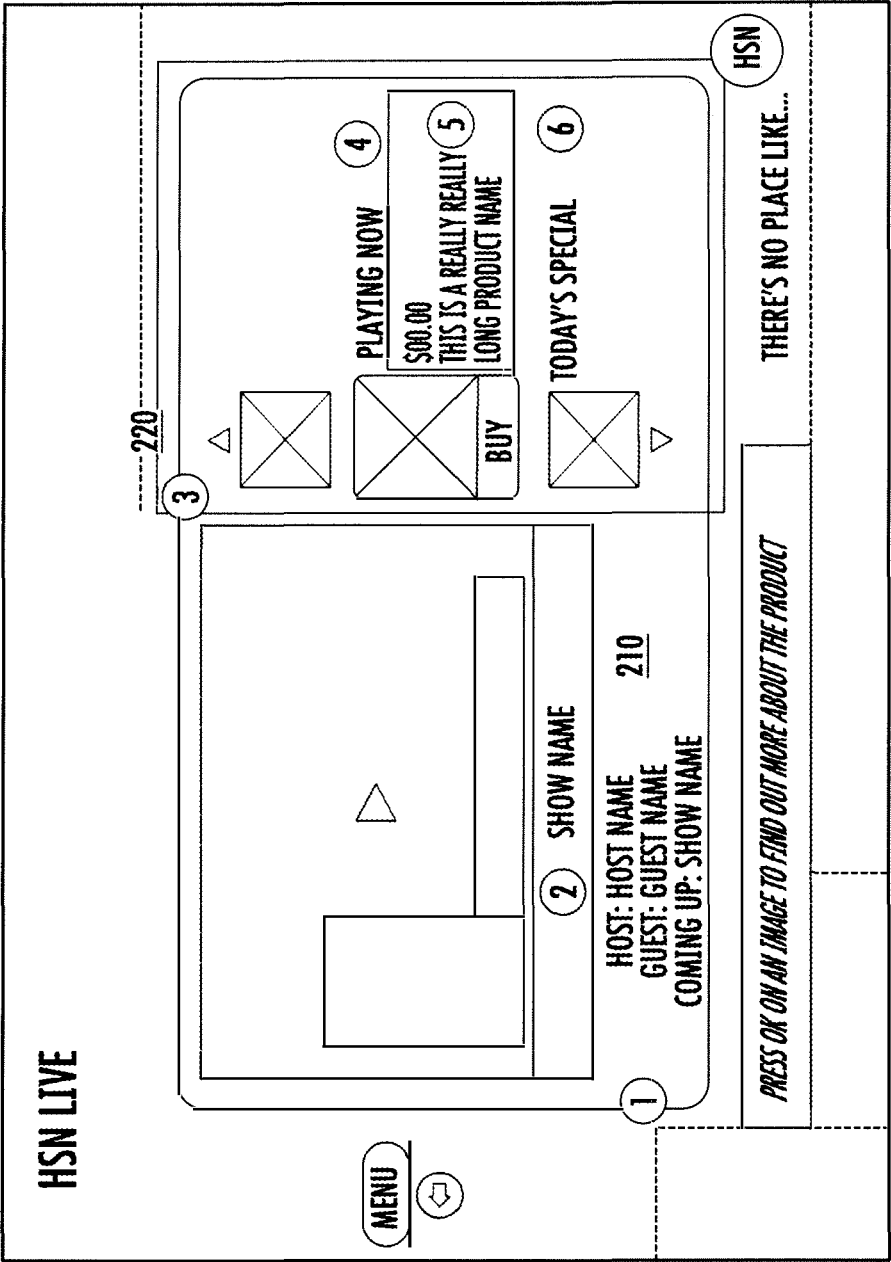 HSN LIVE
220
3
4
PLAYING NOW
$00.00
THIS IS A REALLY REALLY
LONG PRODUCT NAME
5
BUY
6
TODAY'S SPECIAL
MENU
2
SHOW NAME
HOST: HOST NAME
GUEST: GUEST NAME
COMING UP: SHOW NAME
210
1
HSN
PRESS OK ON AN IMAGE TO FIND OUT MORE ABOUT THE PRODUCT
THERE'S NO PLACE LIKE...